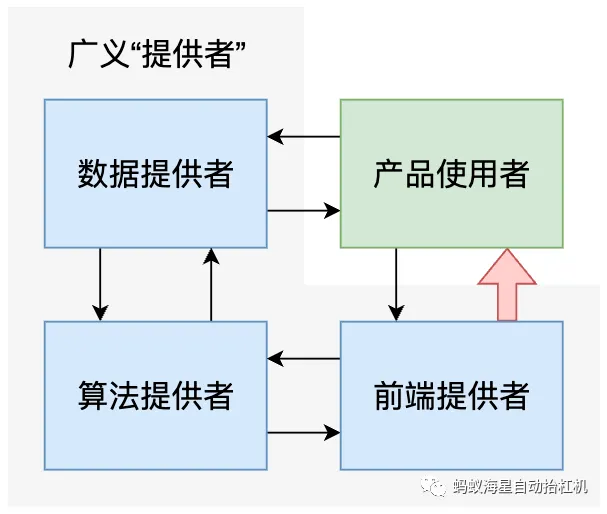 广义“提供者”
数据提供者
产品使用者
算法提供者
前端提供者
蚂蚁海星自动抬杠机